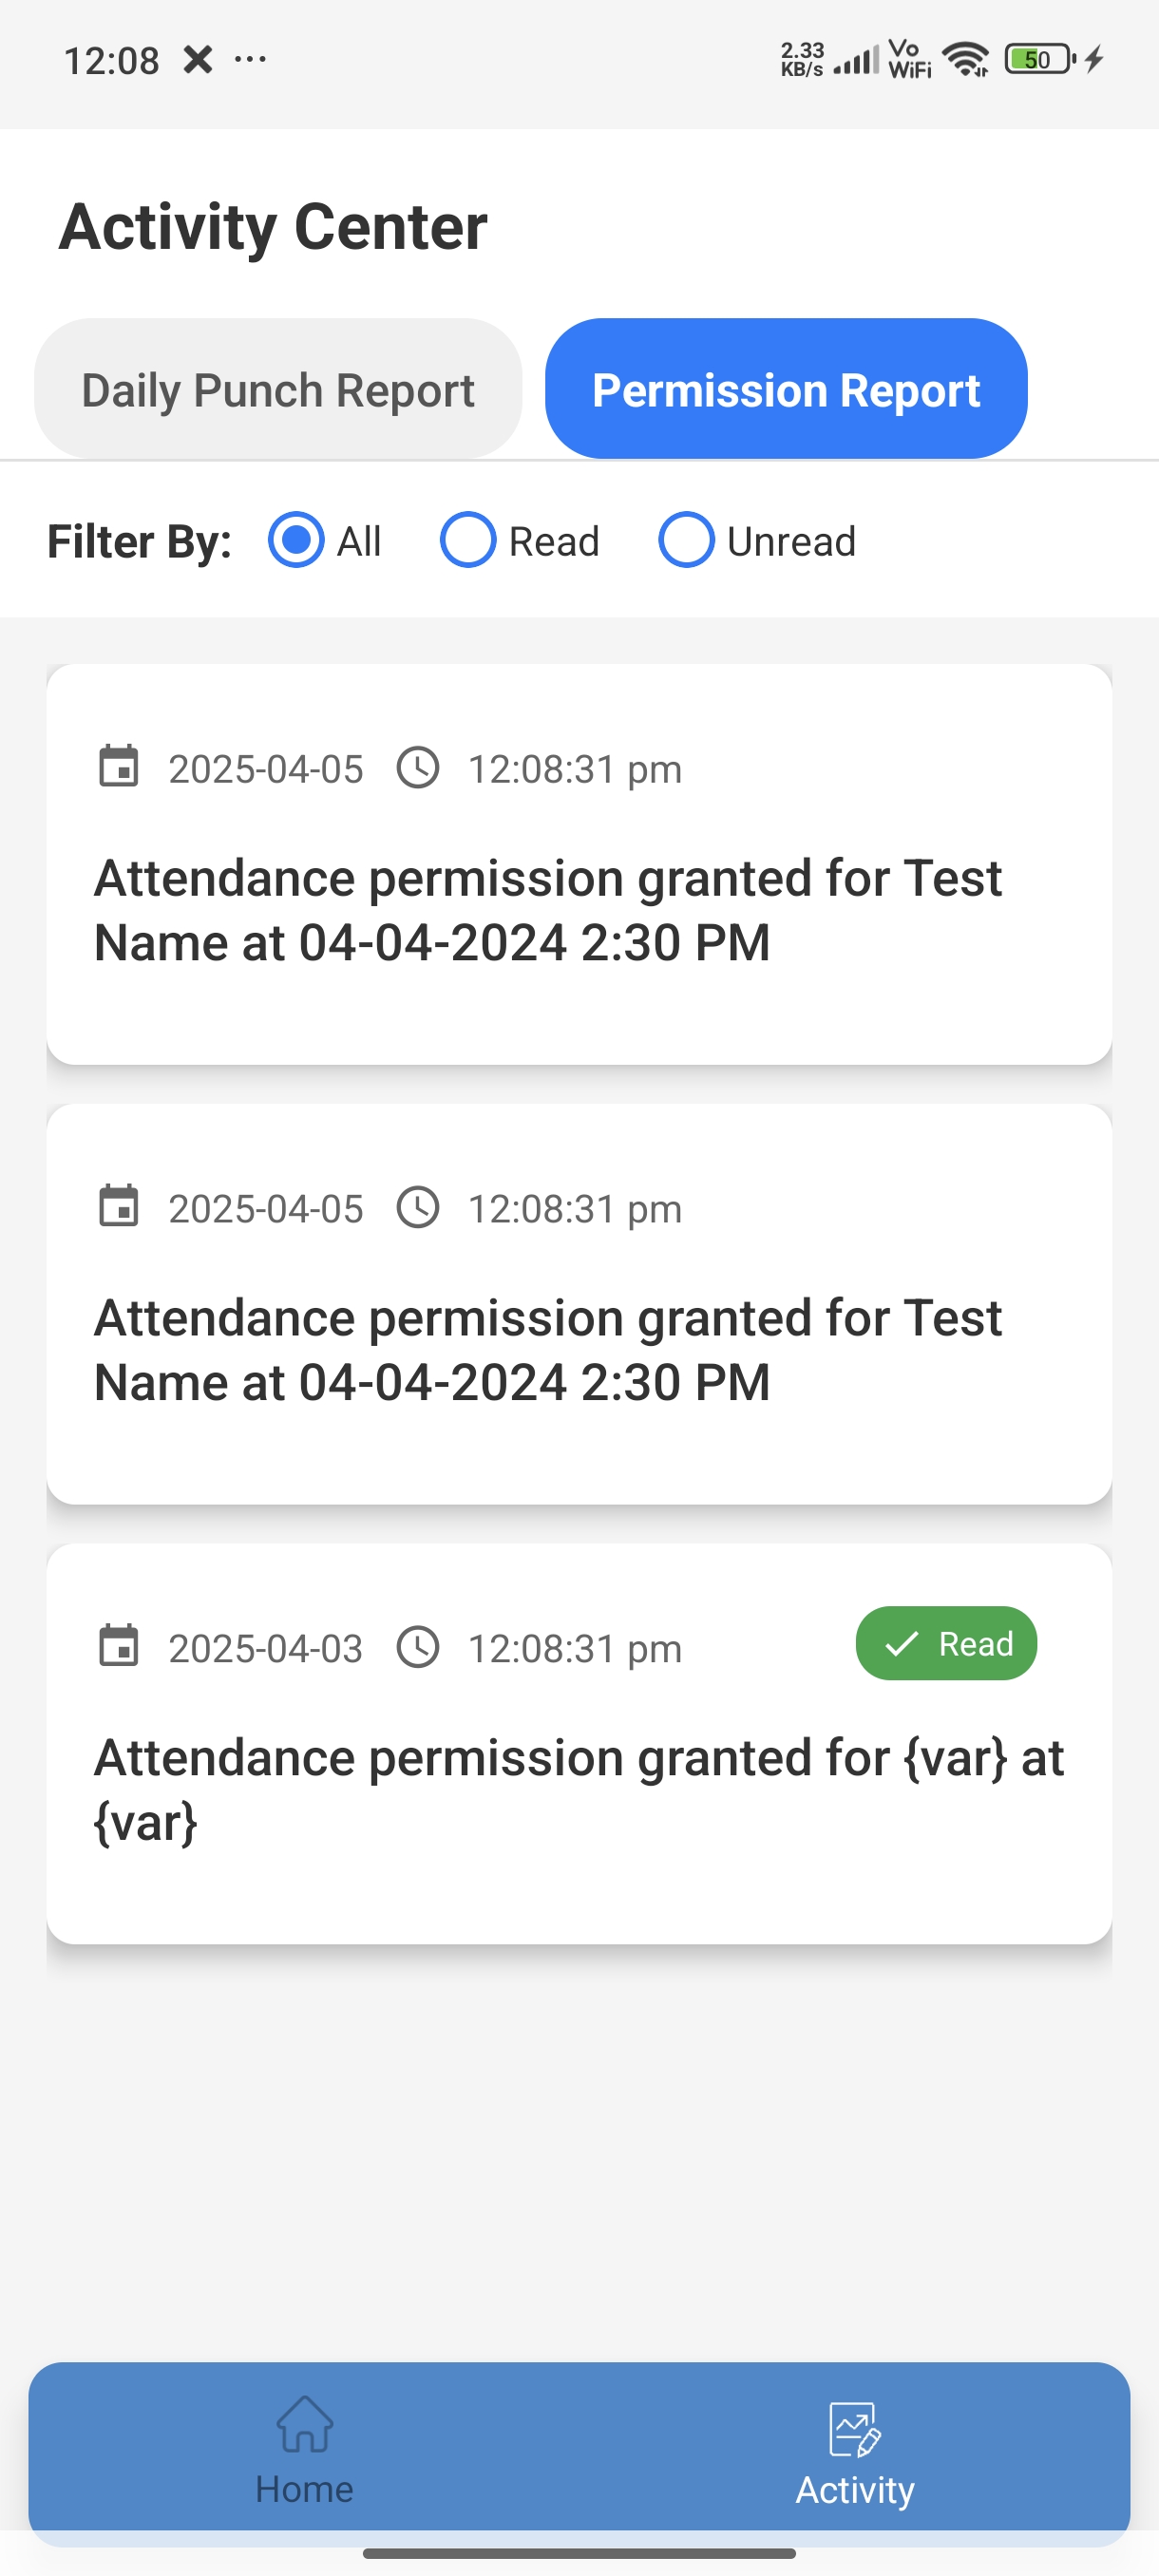 12:08
2.33 KB/s
Vo WiFi
50
Activity Center
Daily Punch Report
Permission Report
Filter By:
All
Read
Unread
2025-04-05 12:08:31 pm
Attendance permission granted for Test
Name at 04-04-2024 2:30 PM
2025-04-05 12:08:31 pm
Attendance permission granted for Test
Name at 04-04-2024 2:30 PM
2025-04-03 12:08:31 pm
Read
Attendance permission granted for {var} at
{var}
Home
Activity